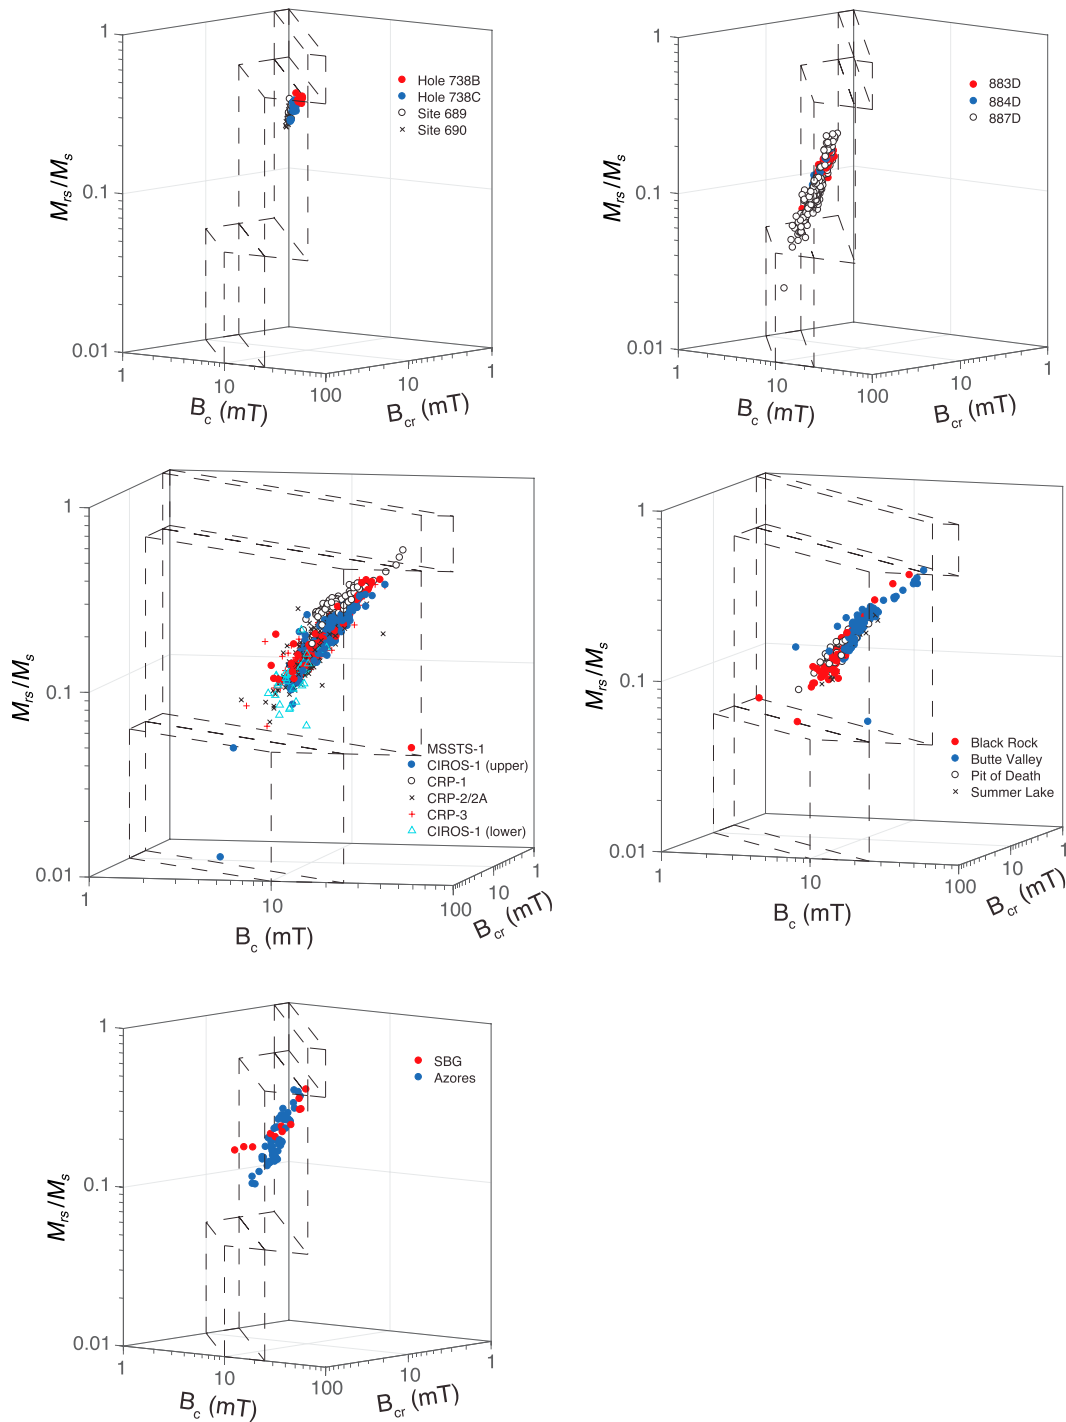 1
0.1
0.01
Mrs/Ms
1
10
100
Bc (mT)
10
1
Bcr (mT)
Hole 738B
Hole 738C
Site 689
Site 690
1
0.1
0.01
Mrs/Ms
1
10
100
Bc (mT)
10
1
Bcr (mT)
883D
884D
887D
1
0.1
0.01
Mrs/Ms
1
10
100
Bc (mT)
10
1
Bcr (mT)
MSSTS-1
CIROS-1 (upper)
CRP-1
CRP-2/2A
CRP-3
CIROS-1 (lower)
1
0.1
0.01
Mrs/Ms
1
10
100
Bc (mT)
10
1
Bcr (mT)
Black Rock
Butte Valley
Pit of Death
Summer Lake
1
0.1
0.01
Mrs/Ms
1
10
100
Bc (mT)
10
1
Bcr (mT)
SBG
Azores